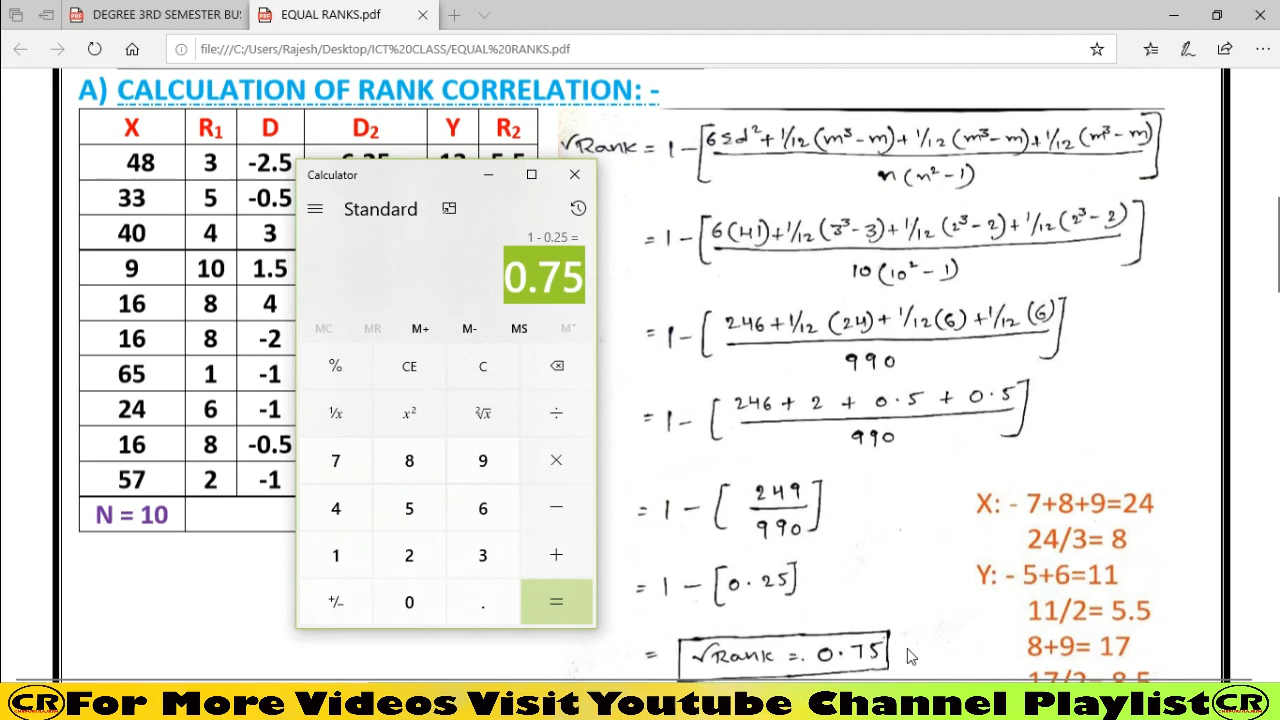 DEGREE 3RD SEMESTER BUS
EQUAL RANKS.pdf
file:///C:/Users/Rajesh/Desktop/ICT%20CLASS/EQUAL%20RANKS.pdf
A) CALCULATION OF RANK CORRELATION: -
X R₁ D D₂ Y R₂
48 3 -2.5
33 5 -0.5
40 4 3
9 10 1.5
16 8 4
16 8 -2
65 1 -1
24 6 -1
16 8 -0.5
57 2 -1
N = 10
Calculator
Standard
1 - 0.25 =
0.75
MC MR M+ M- MS M˅
% CE C
¹/x x² ²√x ÷
7 8 9 ×
4 5 6 −
1 2 3 +
+/− 0 . =
√Rank = 1 - [6Σd² + 1/12 (m³-m) + 1/12 (m³-m) + 1/12 (m³-m)
n(n²-1)]
= 1 - [6(41) + 1/12 (3³-3) + 1/12 (2³-2) + 1/12 (2³-2)
10(10²-1)]
= 1 - [246 + 1/12 (24) + 1/12 (6) + 1/12 (6)
990]
= 1 - [246 + 2 + 0.5 + 0.5
990]
= 1 - [249
990]
= 1 - [0.25]
= √Rank =. 0.75
X: - 7+8+9=24
24/3= 8
Y: - 5+6=11
11/2= 5.5
8+9= 17
17/2= 8.5
CR For More Videos Visit Youtube Channel Playlist CR